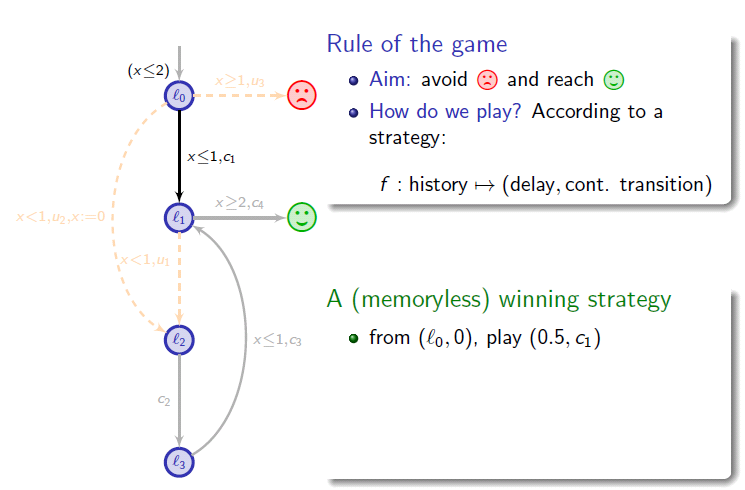 Rule of the game
(x≤2)
x≥1,u₃
Aim: avoid and reach
ℓ₀
How do we play? According to a
strategy:
x≤1,c₁
f : history ↦ (delay, cont. transition)
x≥2,c₄
x<1,u₂,x:=0
ℓ₁
x<1,u₁
A (memoryless) winning strategy
from (ℓ₀, 0), play (0.5, c₁)
ℓ₂
x≤1,c₃
c₂
ℓ₃